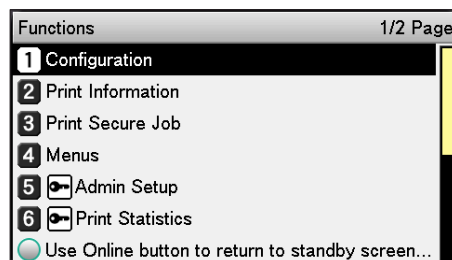 Functions 1/2 Page
1 Configuration
2 Print Information
3 Print Secure Job
4 Menus
5 Admin Setup
6 Print Statistics
Use Online button to return to standby screen...